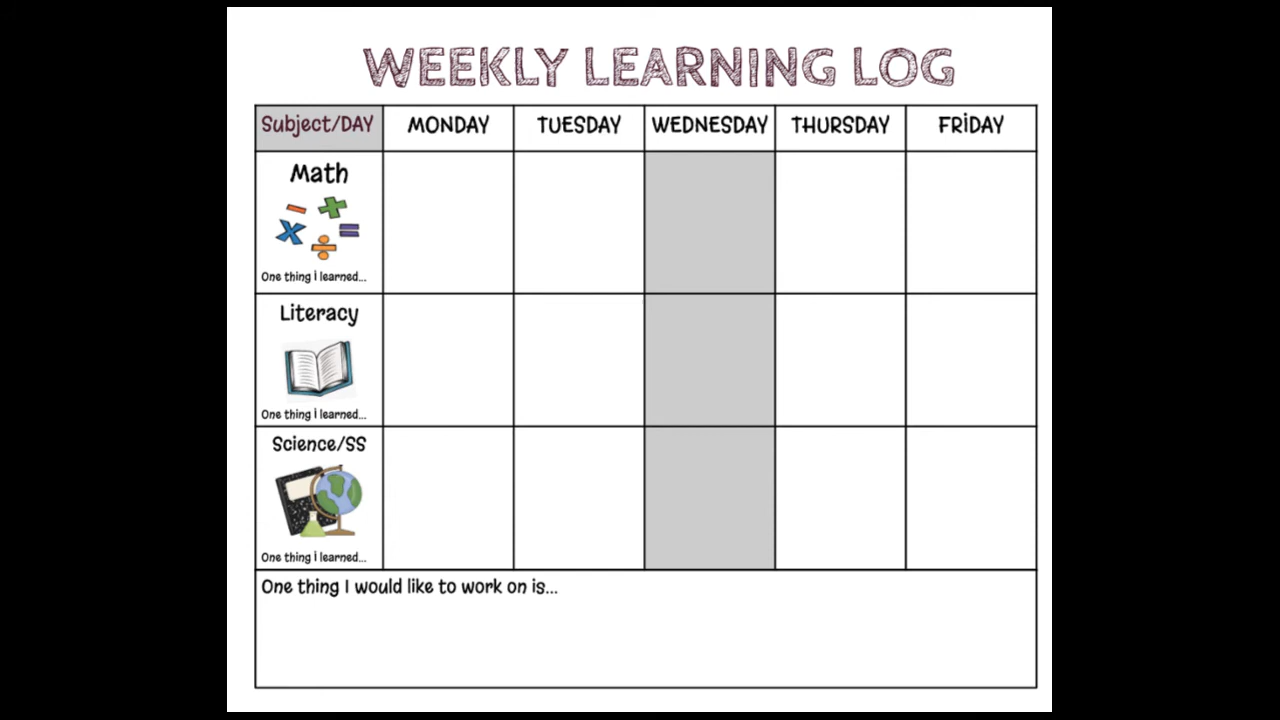 WEEKLY LEARNING LOG
Subject/DAY MONDAY TUESDAY WEDNESDAY THURSDAY FRIDAY
Math
One thing I learned...
Literacy
One thing I learned...
Science/SS
One thing I learned...
One thing I would like to work on is...